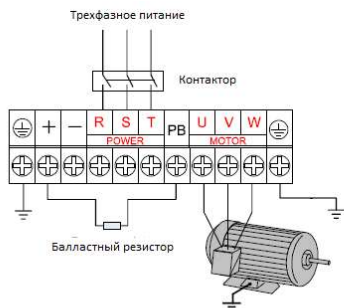 Трехфазное питание
Контактор
+ − R S T PB U V W
POWER MOTOR
Балластный резистор